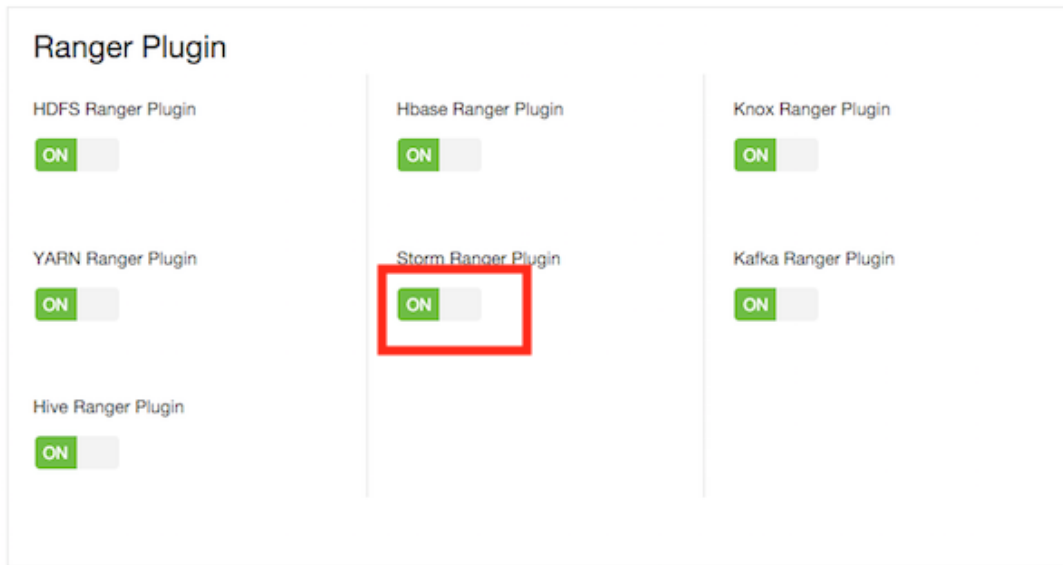 Ranger Plugin
HDFS Ranger Plugin
Hbase Ranger Plugin
Knox Ranger Plugin
ON
ON
ON
YARN Ranger Plugin
Storm Ranger Plugin
Kafka Ranger Plugin
ON
ON
ON
Hive Ranger Plugin
ON